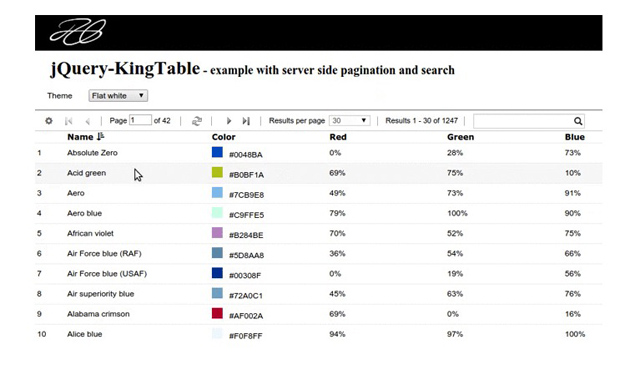 jQuery-KingTable - example with server side pagination and search
Theme Flat white
Page 1 of 42 Results per page 30 Results 1 - 30 of 1247
Name Color Red Green Blue
1 Absolute Zero #0048BA 0% 28% 73%
2 Acid green #B0BF1A 69% 75% 10%
3 Aero #7CB9E8 49% 73% 91%
4 Aero blue #C9FFE5 79% 100% 90%
5 African violet #B284BE 70% 52% 75%
6 Air Force blue (RAF) #5D8AA8 36% 54% 66%
7 Air Force blue (USAF) #00308F 0% 19% 56%
8 Air superiority blue #72A0C1 45% 63% 76%
9 Alabama crimson #AF002A 69% 0% 16%
10 Alice blue #F0F8FF 94% 97% 100%